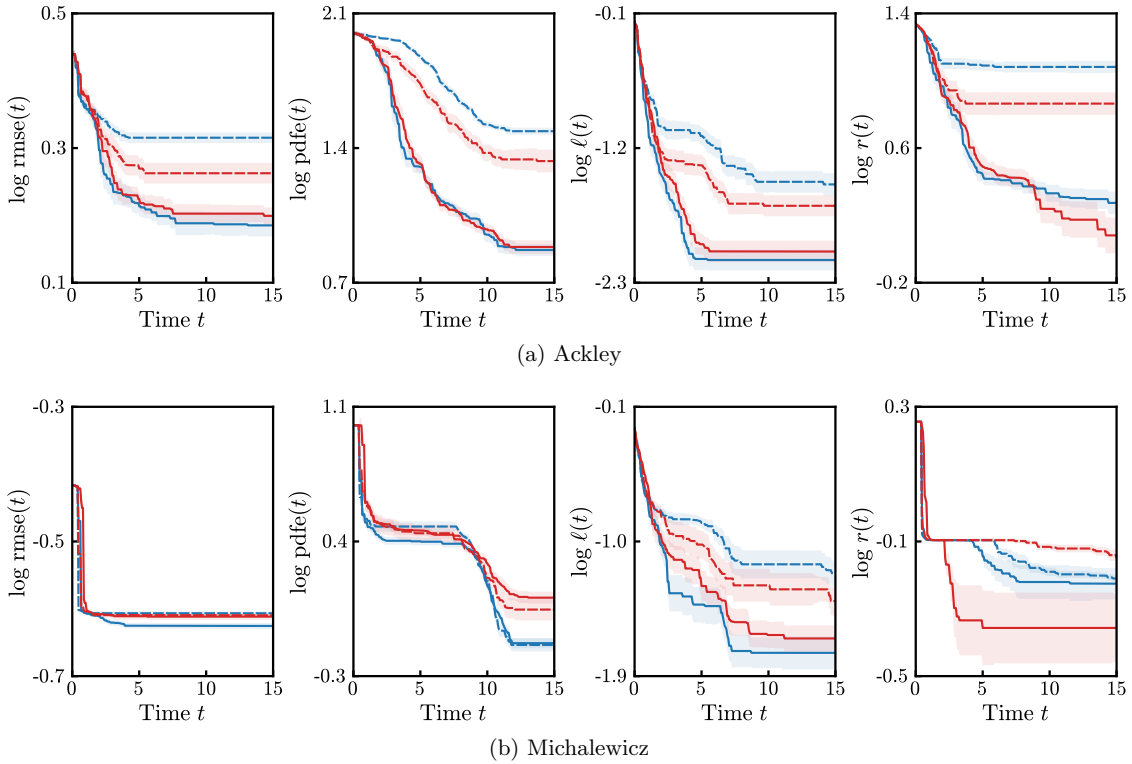 0.5
0.3
0.1
log rmse(t)
0 5 10 15
Time t
2.1
1.4
0.7
log pdfe(t)
0 5 10 15
Time t
-0.1
-1.2
-2.3
log ℓ(t)
0 5 10 15
Time t
1.4
0.6
-0.2
log r(t)
0 5 10 15
Time t
(a) Ackley
-0.3
-0.5
-0.7
log rmse(t)
0 5 10 15
Time t
1.1
0.4
-0.3
log pdfe(t)
0 5 10 15
Time t
-0.1
-1.0
-1.9
log ℓ(t)
0 5 10 15
Time t
0.3
-0.1
-0.5
log r(t)
0 5 10 15
Time t
(b) Michalewicz